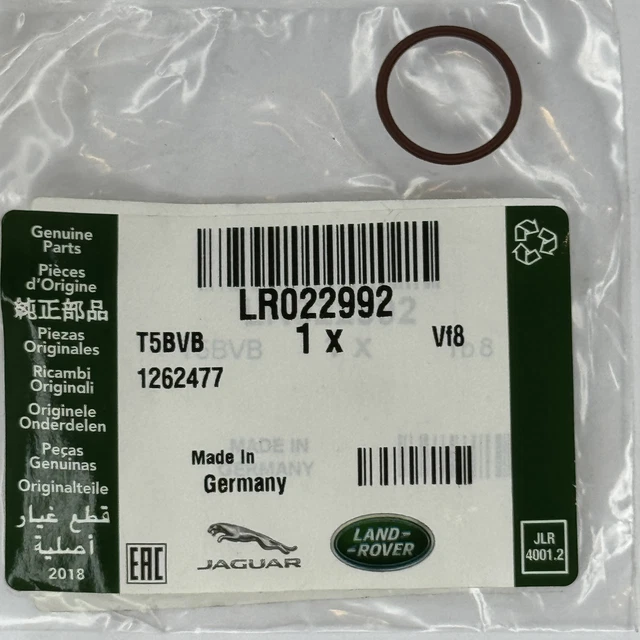 Genuine
Parts
Pièces
d'Origine
純正部品
Piezas
Originales
Ricambi
Originali
Originele
Onderdelen
Peças
Genuinas
Originalteile
قطع غيار
أصلية
2018
LR022992
T5BVB 1 x Vf8
1262477
Made In
Germany
EAC
JAGUAR
LAND-
-ROVER
JLR
4001.2